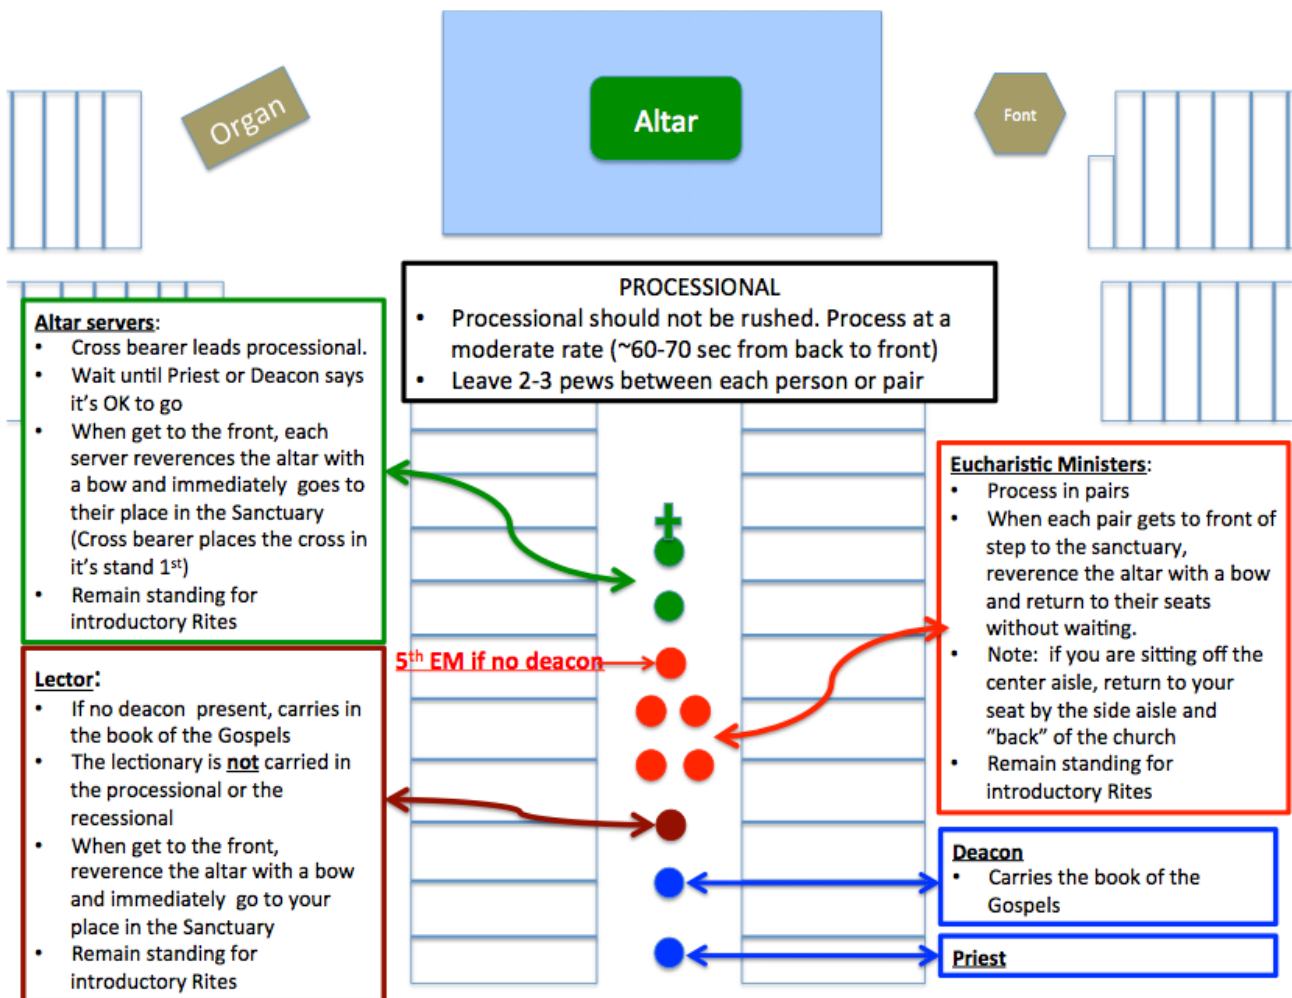 Organ
Altar
Font
PROCESSIONAL
• Processional should not be rushed. Process at a
moderate rate (~60-70 sec from back to front)
• Leave 2-3 pews between each person or pair
Altar servers:
• Cross bearer leads processional.
• Wait until Priest or Deacon says
it's OK to go
• When get to the front, each
server reverences the altar with
a bow and immediately goes to
their place in the Sanctuary
(Cross bearer places the cross in
it's stand 1st)
• Remain standing for
introductory Rites
5th EM if no deacon
Lector:
• If no deacon present, carries in
the book of the Gospels
• The lectionary is not carried in
the processional or the
recessional
• When get to the front,
reverence the altar with a bow
and immediately go to your
place in the Sanctuary
• Remain standing for
introductory Rites
Eucharistic Ministers:
• Process in pairs
• When each pair gets to front of
step to the sanctuary,
reverence the altar with a bow
and return to their seats
without waiting.
• Note: if you are sitting off the
center aisle, return to your
seat by the side aisle and
"back" of the church
• Remain standing for
introductory Rites
Deacon
• Carries the book of the
Gospels
Priest